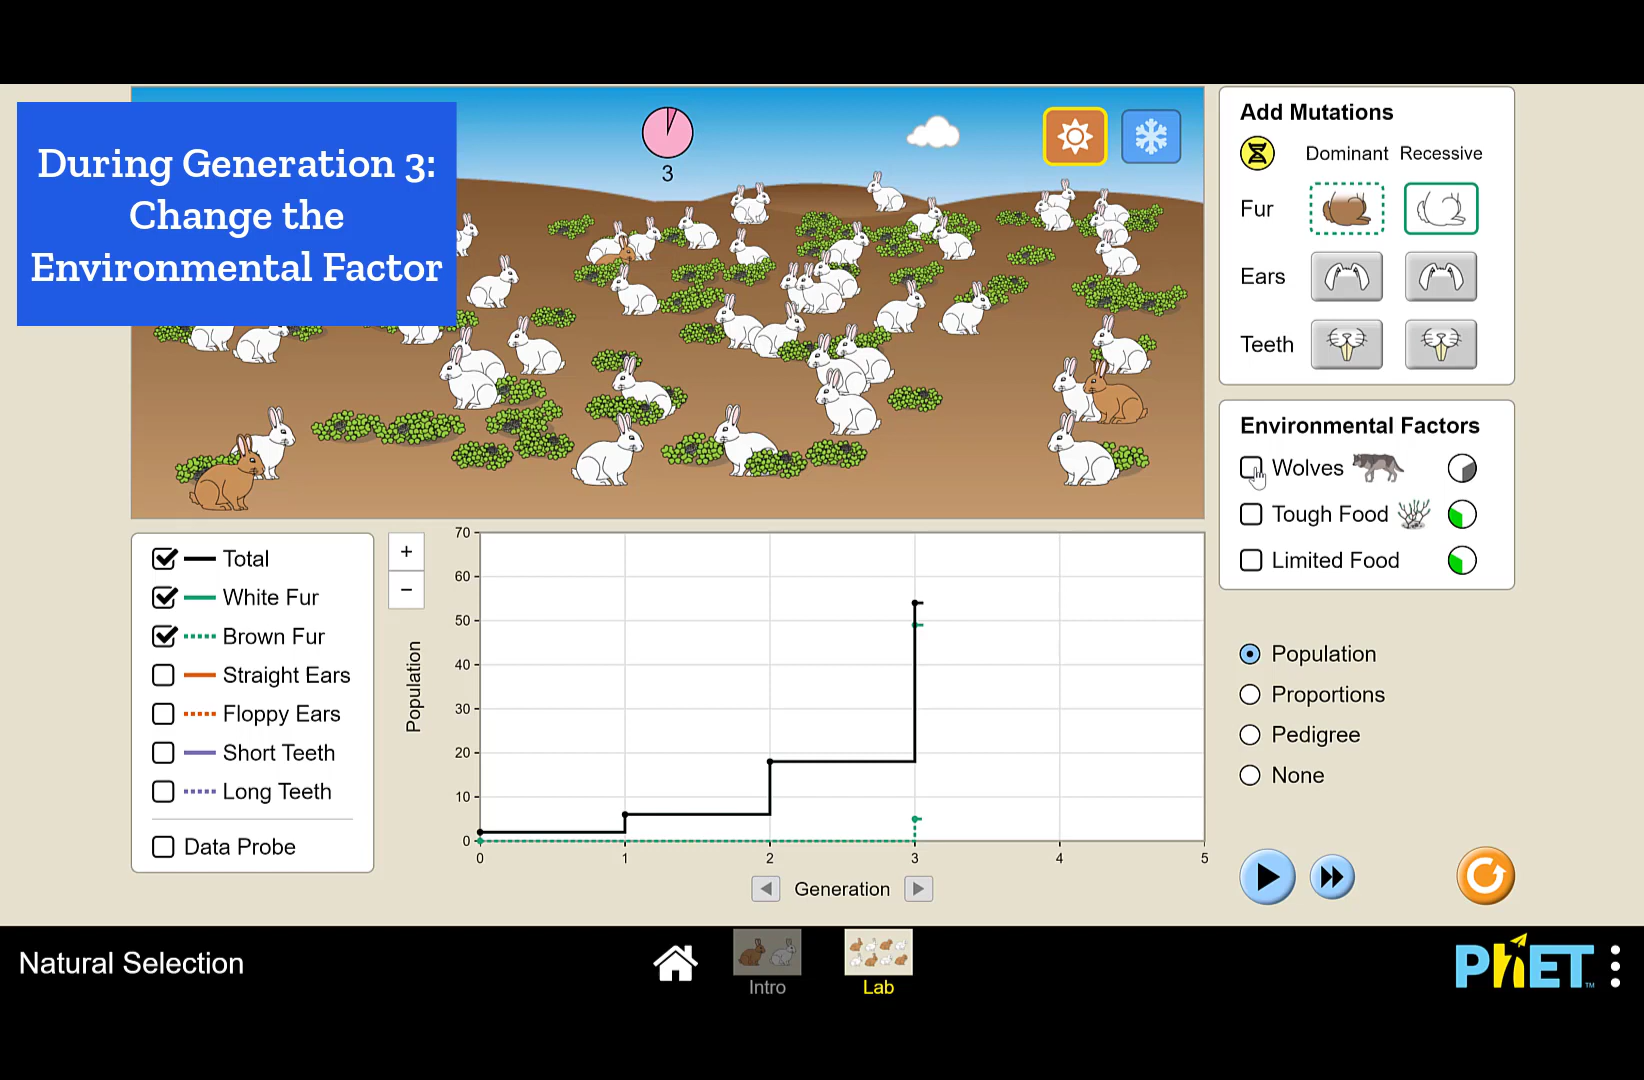 During Generation 3:
Change the
Environmental Factor
3
Add Mutations
Dominant Recessive
Fur
Ears
Teeth
Environmental Factors
Wolves
Tough Food
Limited Food
Total
White Fur
Brown Fur
Straight Ears
Floppy Ears
Short Teeth
Long Teeth
Data Probe
+
−
Population
70
60
50
40
30
20
10
0
0 1 2 3 4 5
Generation
Population
Proportions
Pedigree
None
Natural Selection
Intro
Lab
PhET
TM